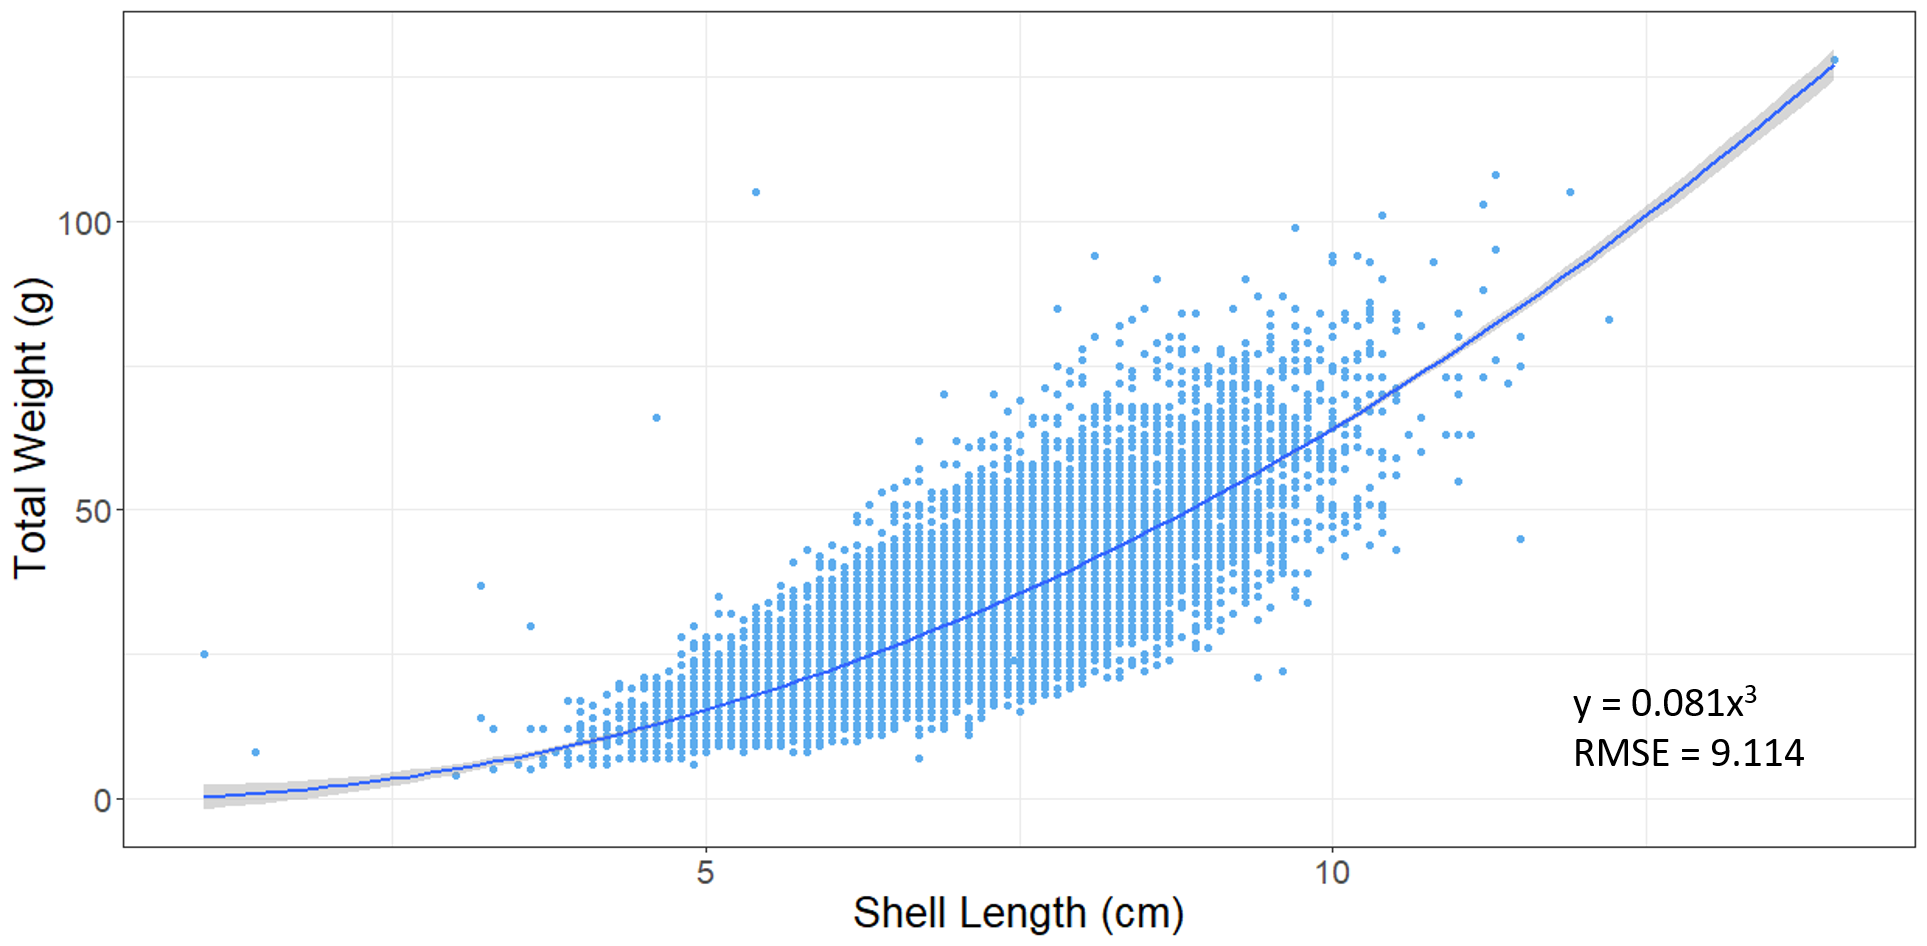 Total Weight (g)
100
50
0
y = 0.081x³
RMSE = 9.114
5
10
Shell Length (cm)